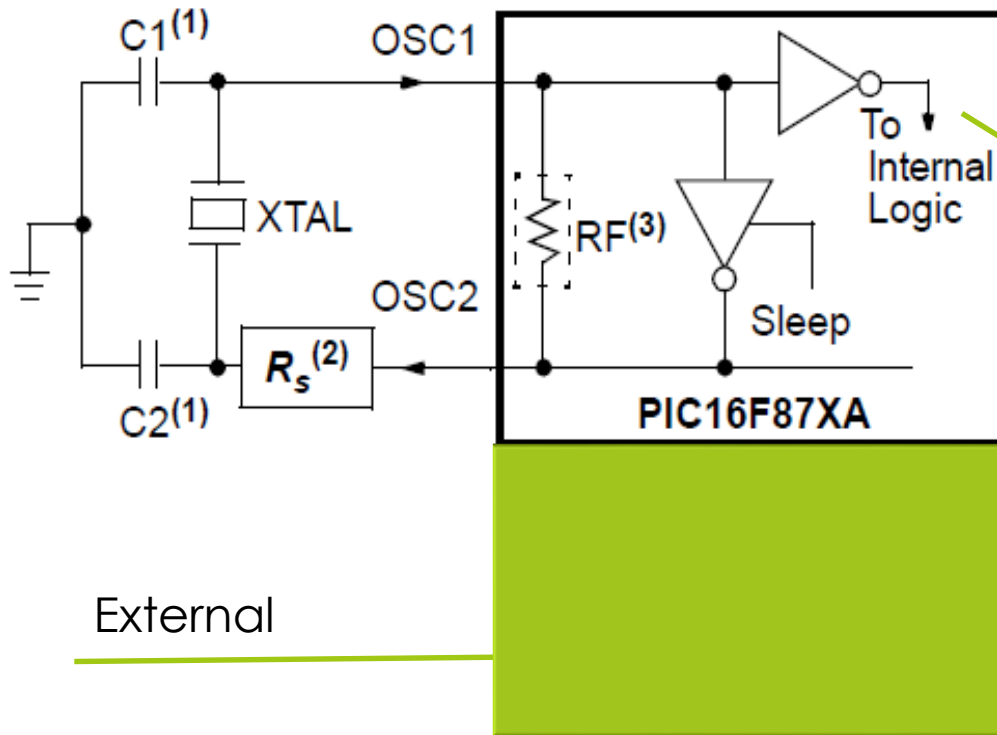 C1(1)
OSC1
To
Internal
Logic
XTAL
RF(3)
OSC2
Sleep
Rs(2)
C2(1)
PIC16F87XA
External